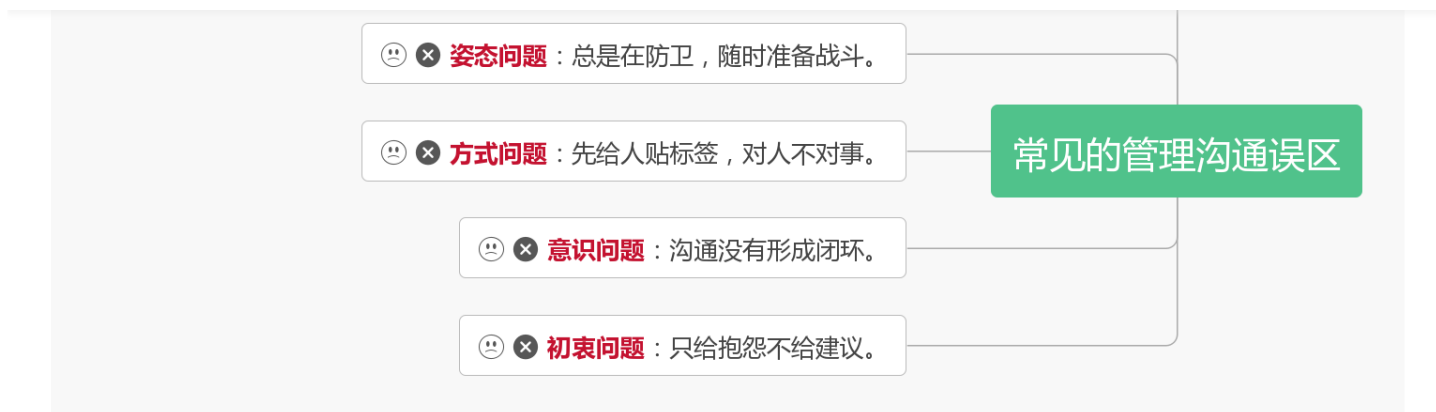 姿态问题：总是在防卫，随时准备战斗。
方式问题：先给人贴标签，对人不对事。
常见的管理沟通误区
意识问题：沟通没有形成闭环。
初衷问题：只给抱怨不给建议。